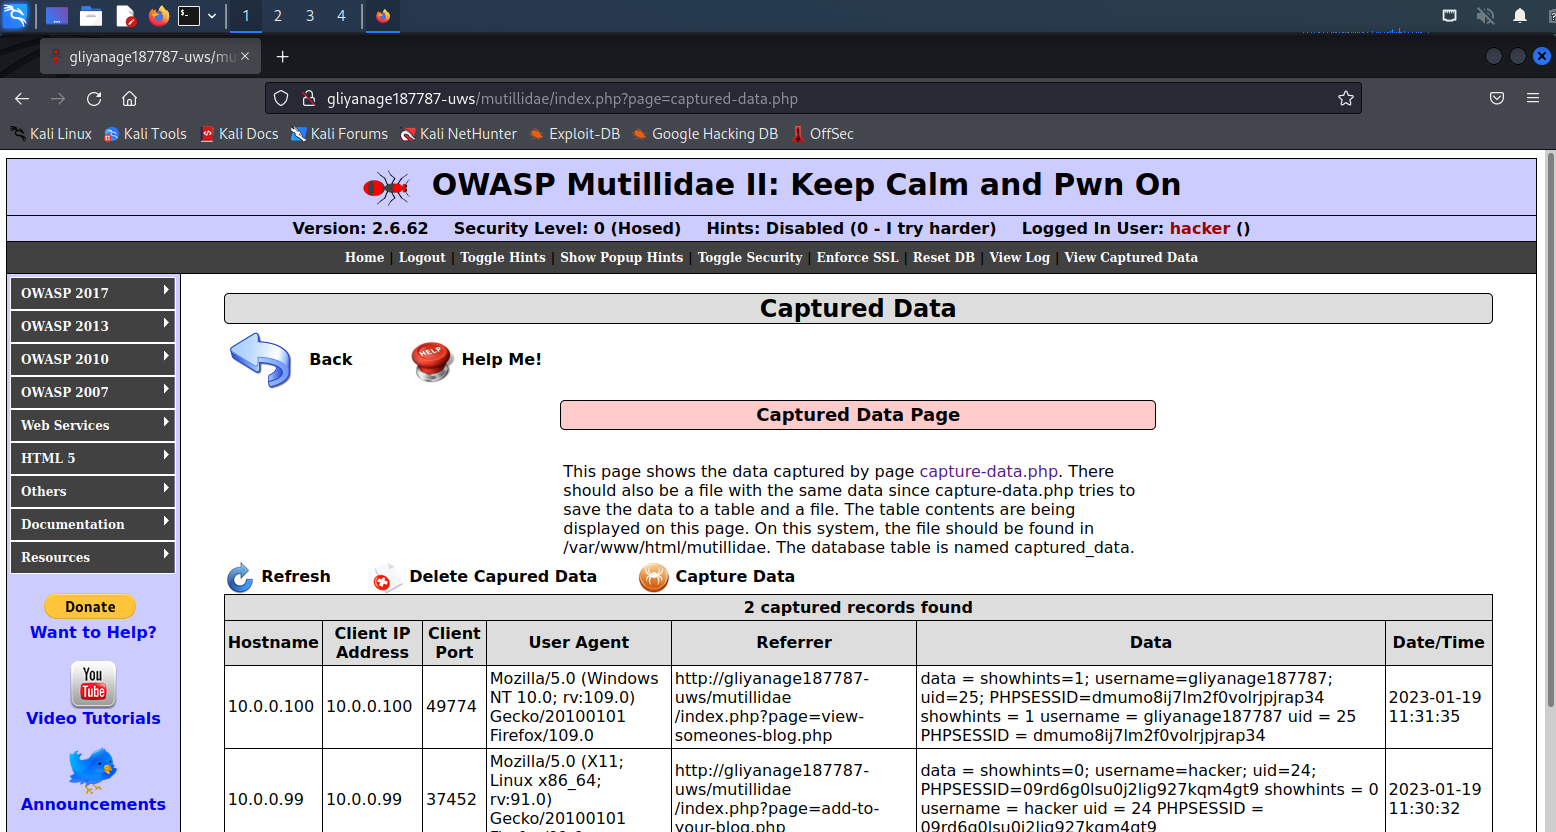 1 2 3 4
gliyanage187787-uws/mu
gliyanage187787-uws/mutillidae/index.php?page=captured-data.php
Kali Linux Kali Tools Kali Docs Kali Forums Kali NetHunter Exploit-DB Google Hacking DB OffSec
OWASP Mutillidae II: Keep Calm and Pwn On
Version: 2.6.62 Security Level: 0 (Hosed) Hints: Disabled (0 - I try harder) Logged In User: hacker ()
Home | Logout | Toggle Hints | Show Popup Hints | Toggle Security | Enforce SSL | Reset DB | View Log | View Captured Data
OWASP 2017
OWASP 2013
OWASP 2010
OWASP 2007
Web Services
HTML 5
Others
Documentation
Resources
Donate
Want to Help?
You
Tube
Video Tutorials
Announcements
Captured Data
Back
HELP
Help Me!
Captured Data Page
This page shows the data captured by page capture-data.php. There
should also be a file with the same data since capture-data.php tries to
save the data to a table and a file. The table contents are being
displayed on this page. On this system, the file should be found in
/var/www/html/mutillidae. The database table is named captured_data.
Refresh Delete Capured Data Capture Data
2 captured records found
Hostname
Client IP
Address
Client
Port
User Agent
Referrer
Data
Date/Time
10.0.0.100
10.0.0.100
49774
Mozilla/5.0 (Windows
NT 10.0; rv:109.0)
Gecko/20100101
Firefox/109.0
http://gliyanage187787-
uws/mutillidae
/index.php?page=view-
someones-blog.php
data = showhints=1; username=gliyanage187787;
uid=25; PHPSESSID=dmumo8ij7lm2f0volrjpjrap34
showhints = 1 username = gliyanage187787 uid = 25
PHPSESSID = dmumo8ij7lm2f0volrjpjrap34
2023-01-19
11:31:35
10.0.0.99
10.0.0.99
37452
Mozilla/5.0 (X11;
Linux x86_64;
rv:91.0)
Gecko/20100101
Firefox/91.0
http://gliyanage187787-
uws/mutillidae
/index.php?page=add-to-
your-blog.php
data = showhints=0; username=hacker; uid=24;
PHPSESSID=09rd6g0lsu0j2lig927kqm4gt9 showhints = 0
username = hacker uid = 24 PHPSESSID =
09rd6g0lsu0j2lig927kqm4gt9
2023-01-19
11:30:32